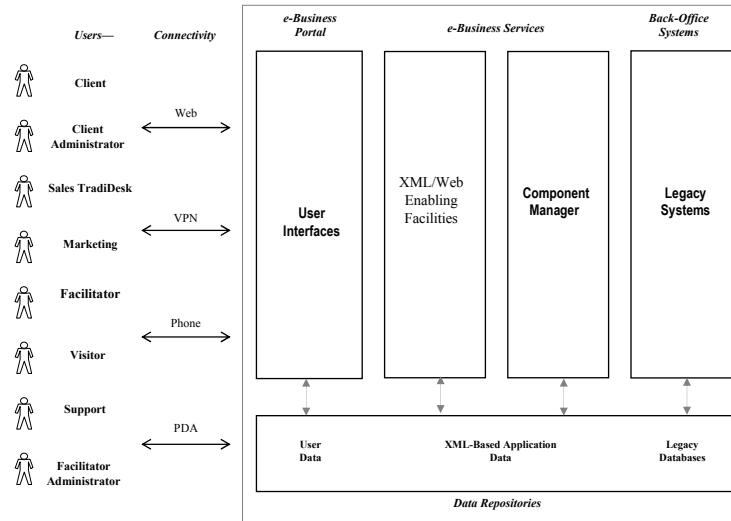 Users—
Connectivity
e-Business
Portal
e-Business Services
Back-Office
Systems
Client
Client
Administrator
Sales TradiDesk
Marketing
Facilitator
Visitor
Support
Facilitator
Administrator
Web
VPN
Phone
PDA
User
Interfaces
XML/Web
Enabling
Facilities
Component
Manager
Legacy
Systems
User
Data
XML-Based Application
Data
Legacy
Databases
Data Repositories